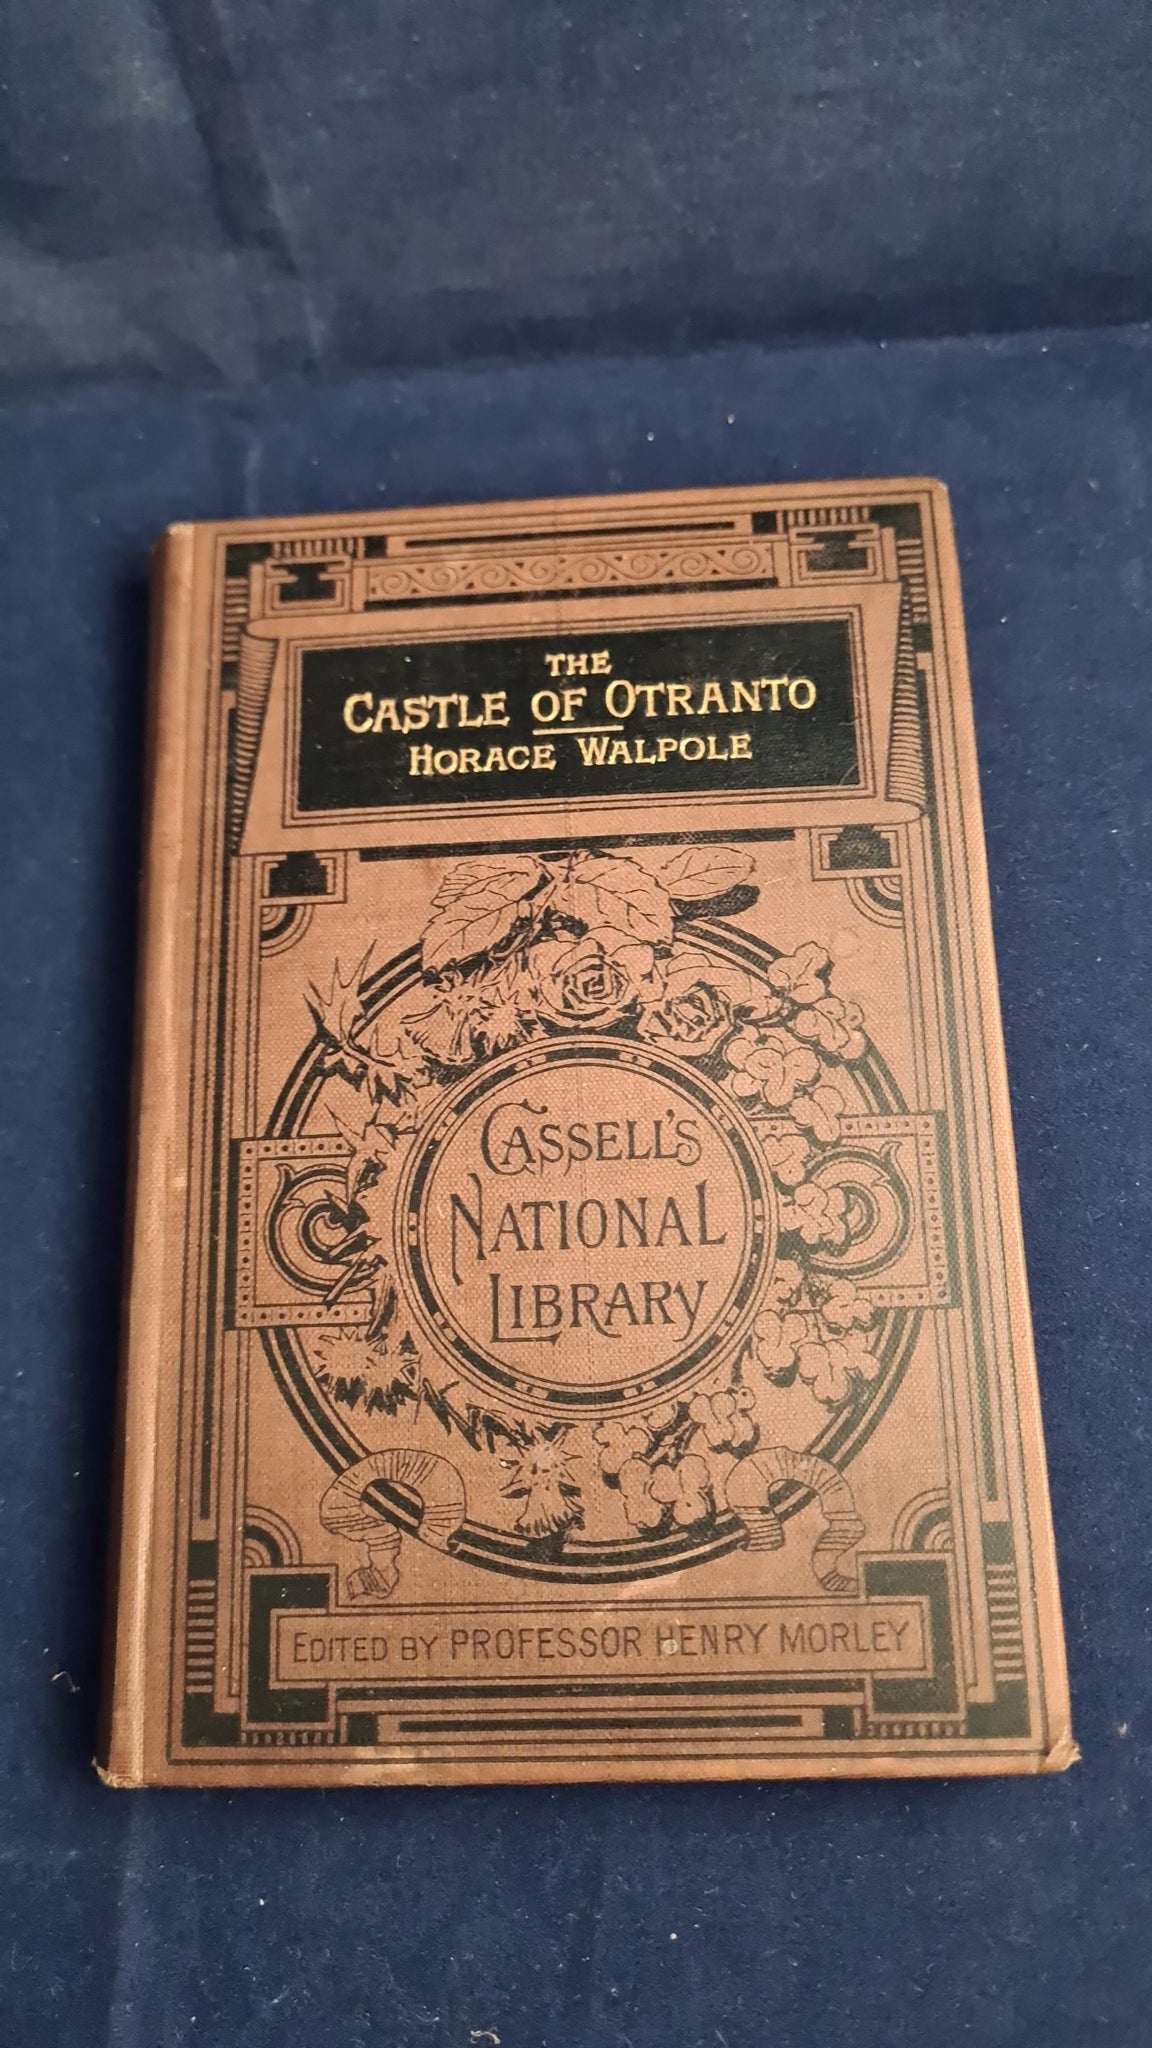 THE
CASTLE OF OTRANTO
HORACE WALPOLE
CASSELL'S
NATIONAL
LIBRARY
EDITED BY PROFESSOR HENRY MORLEY